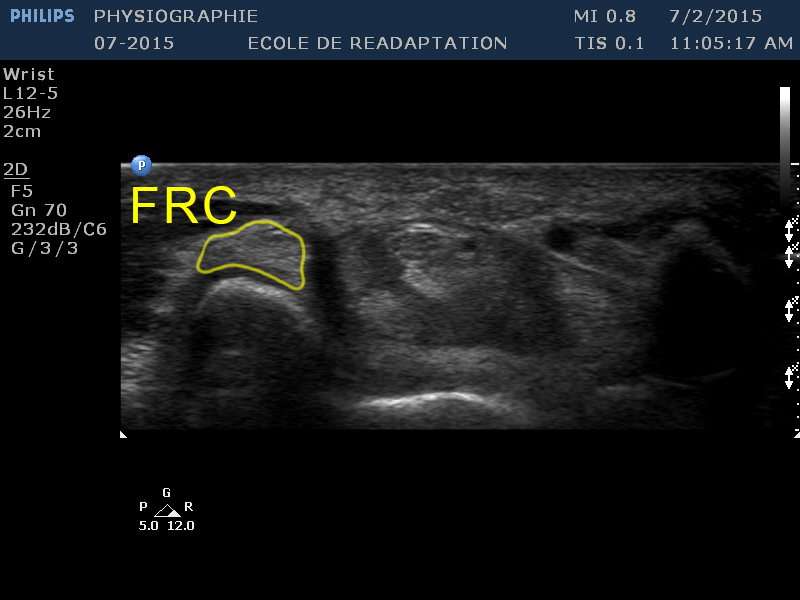 PHILIPS PHYSIOGRAPHIE MI 0.8 7/2/2015
07-2015 ECOLE DE READAPTATION TIS 0.1 11:05:17 AM
Wrist
L12-5
26Hz
2cm
2D
F5
Gn 70
232dB/C6
G/3/3
P
FRC
G
P R
5.0 12.0